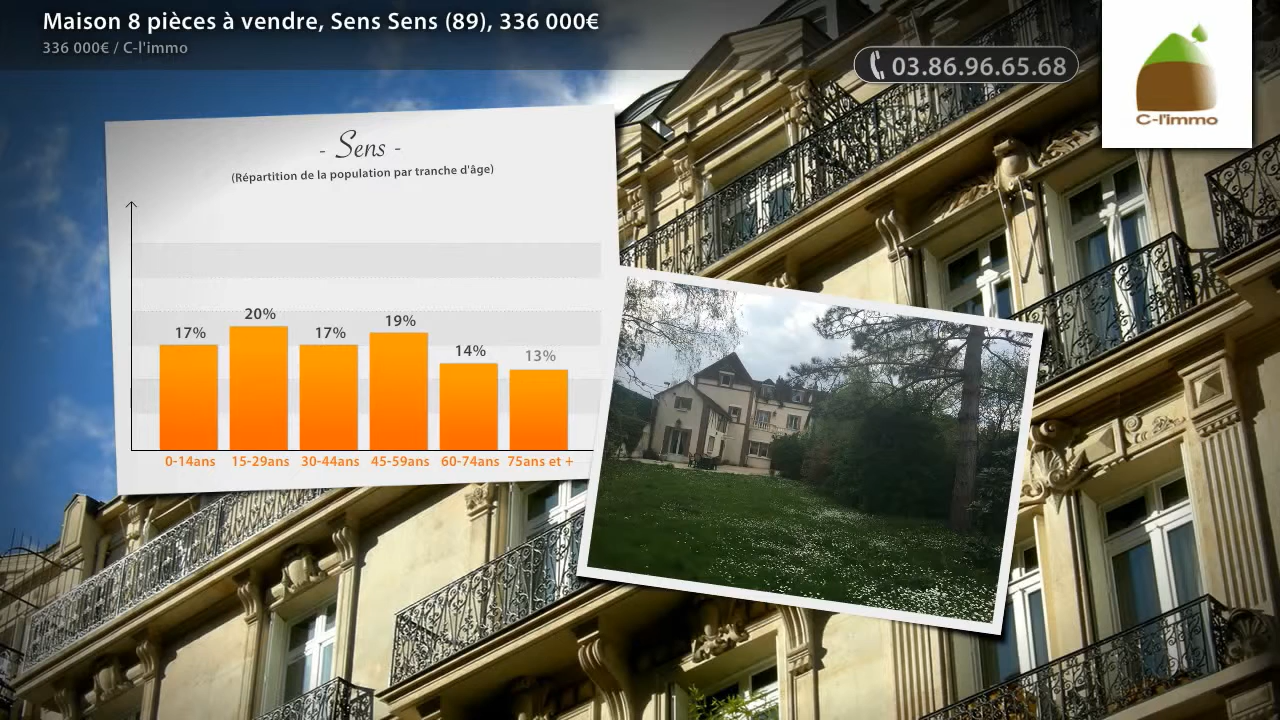 Maison 8 pièces à vendre, Sens Sens (89), 336 000€
336 000€ / C-l'immo
03.86.96.65.68
C-l'immo
- Sens -
(Répartition de la population par tranche d'âge)
17% 20% 17% 19% 14% 13%
0-14ans 15-29ans 30-44ans 45-59ans 60-74ans 75ans et +